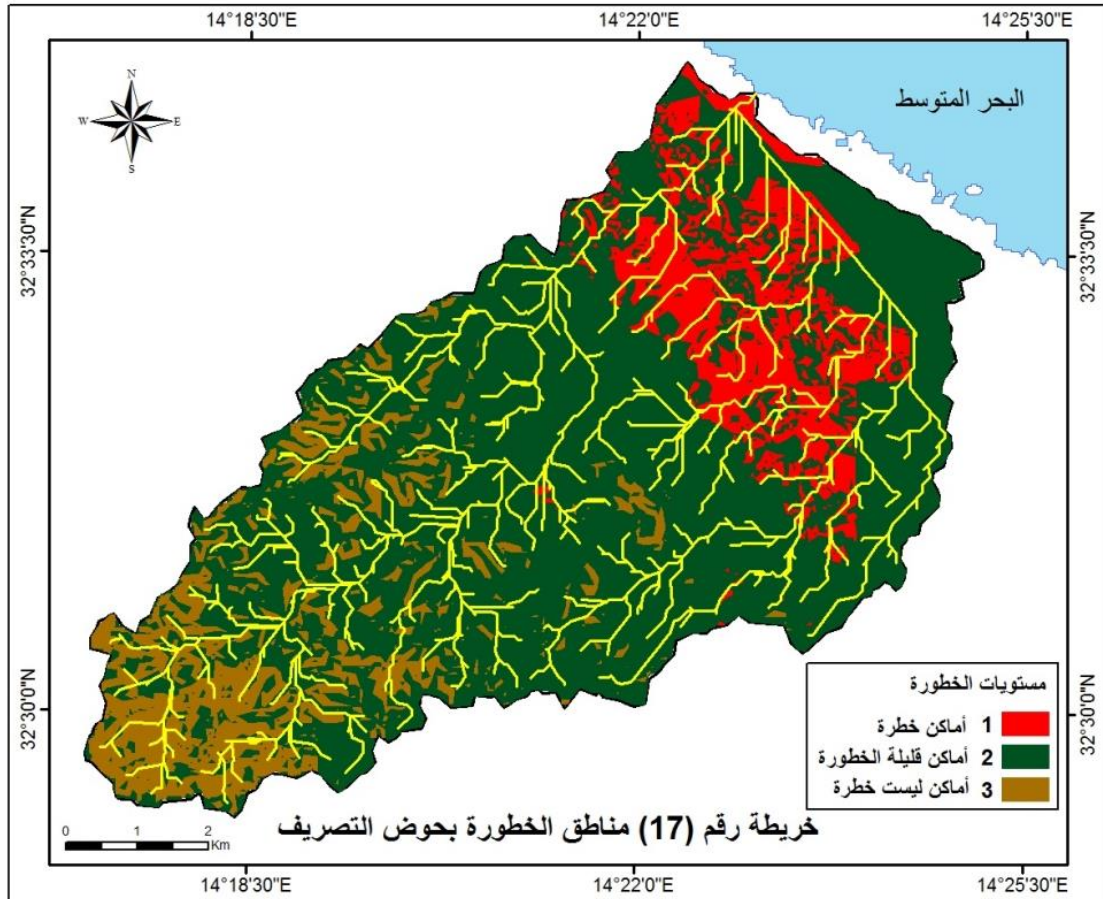 14°18'30"E 14°22'0"E 14°25'30"E
البحر المتوسط
N
W E
S
32°33'30"N 32°33'30"N
مستويات الخطورة
1 أماكن خطرة
2 أماكن قليلة الخطورة
3 أماكن ليست خطرة
32°30'0"N 32°30'0"N
خريطة رقم (17) مناطق الخطورة بحوض التصريف
0 1 2
Km
14°18'30"E 14°22'0"E 14°25'30"E